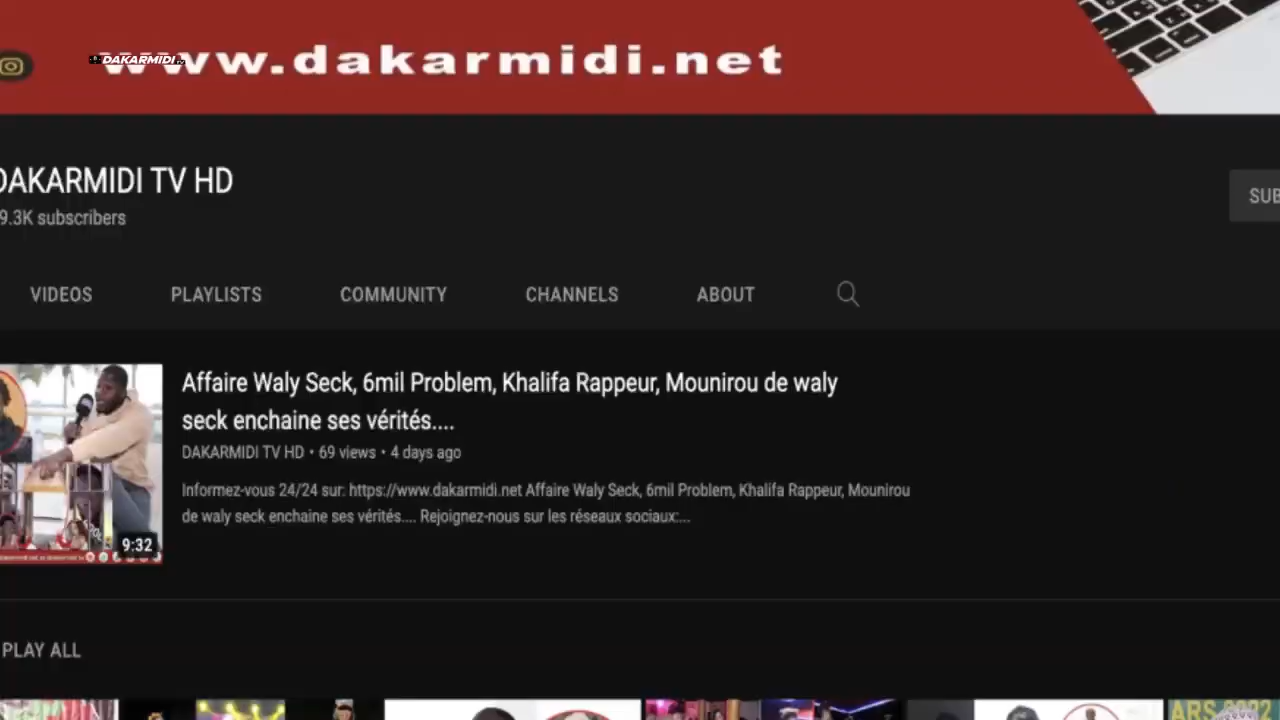 www.dakarmidi.net
DAKARMIDI
DAKARMIDI TV HD
9.3K subscribers
SUB
VIDEOS
PLAYLISTS
COMMUNITY
CHANNELS
ABOUT
Affaire Waly Seck, 6mil Problem, Khalifa Rappeur, Mounirou de waly
seck enchaine ses vérités....
DAKARMIDI TV HD • 69 views • 4 days ago
Informez-vous 24/24 sur: https://www.dakarmidi.net Affaire Waly Seck, 6mil Problem, Khalifa Rappeur, Mounirou
de waly seck enchaine ses vérités.... Rejoignez-nous sur les réseaux sociaux:...
9:32
PLAY ALL